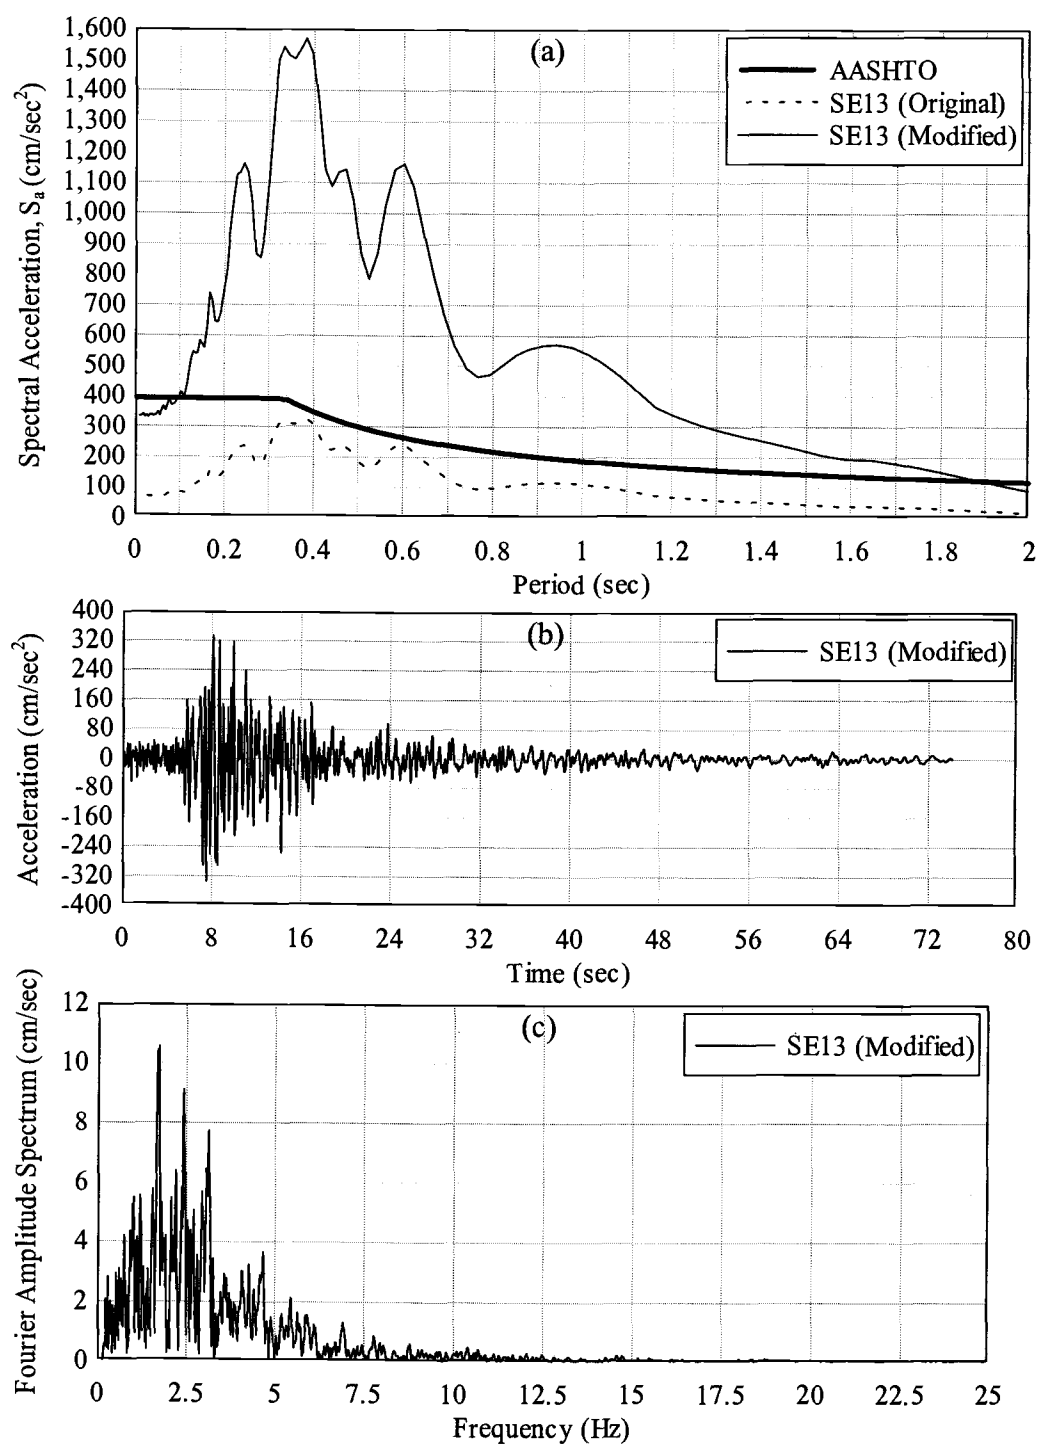 (a)
1,600
1,500
1,400
1,300
1,200
1,100
1,000
900
800
700
600
500
400
300
200
100
0
Spectral Acceleration, Sa (cm/sec2)
AASHTO
SE13 (Original)
SE13 (Modified)
0 0.2 0.4 0.6 0.8 1 1.2 1.4 1.6 1.8 2
Period (sec)
(b)
400
320
240
160
80
0
-80
-160
-240
-320
-400
Acceleration (cm/sec2)
SE13 (Modified)
0 8 16 24 32 40 48 56 64 72 80
Time (sec)
(c)
12
10
8
6
4
2
0
Fourier Amplitude Spectrum (cm/sec)
SE13 (Modified)
0 2.5 5 7.5 10 12.5 15 17.5 20 22.5 25
Frequency (Hz)